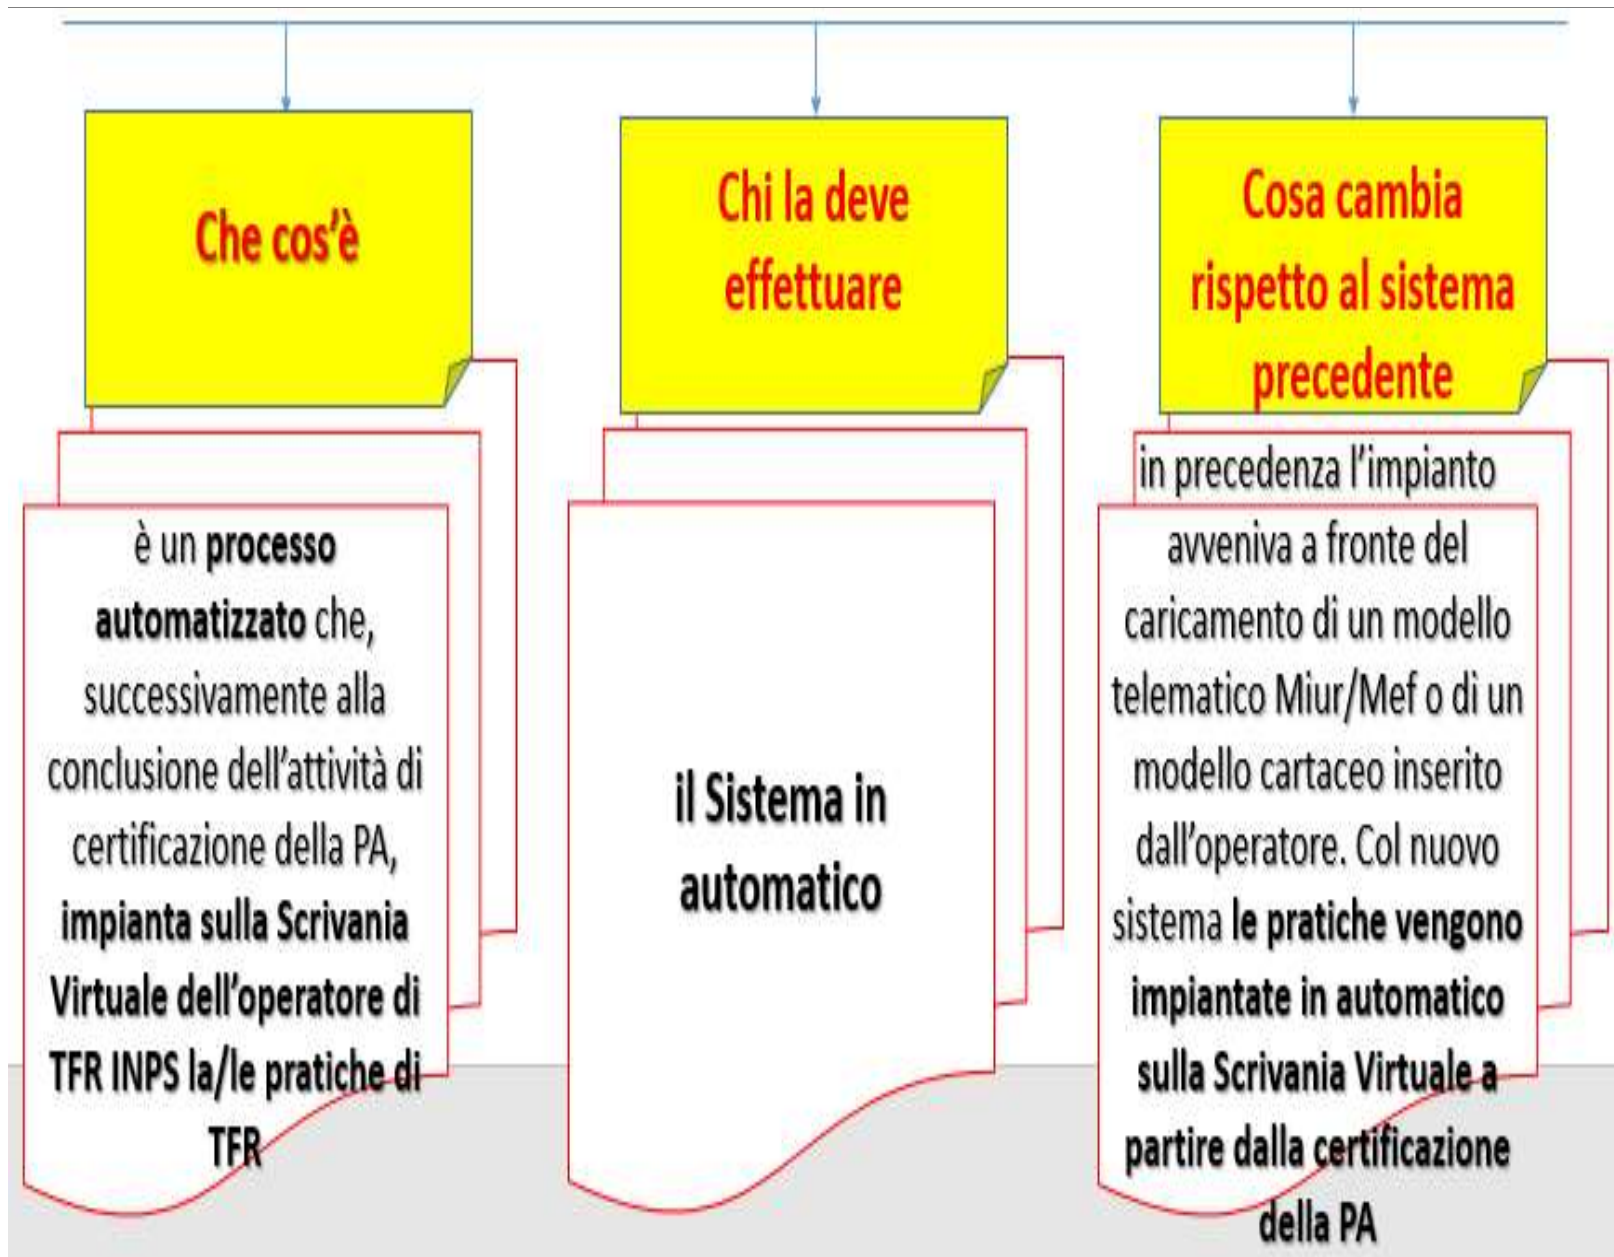 Che cos'è
è un processo
automatizzato che,
successivamente alla
conclusione dell'attività di
certificazione della PA,
impianta sulla Scrivania
Virtuale dell'operatore di
TFR INPS la/le pratiche di
TFR
Chi la deve
effettuare
il Sistema in
automatico
Cosa cambia
rispetto al sistema
precedente
in precedenza l'impianto
avveniva a fronte del
caricamento di un modello
telematico Miur/Mef o di un
modello cartaceo inserito
dall'operatore. Col nuovo
sistema le pratiche vengono
impiantate in automatico
sulla Scrivania Virtuale a
partire dalla certificazione
della PA